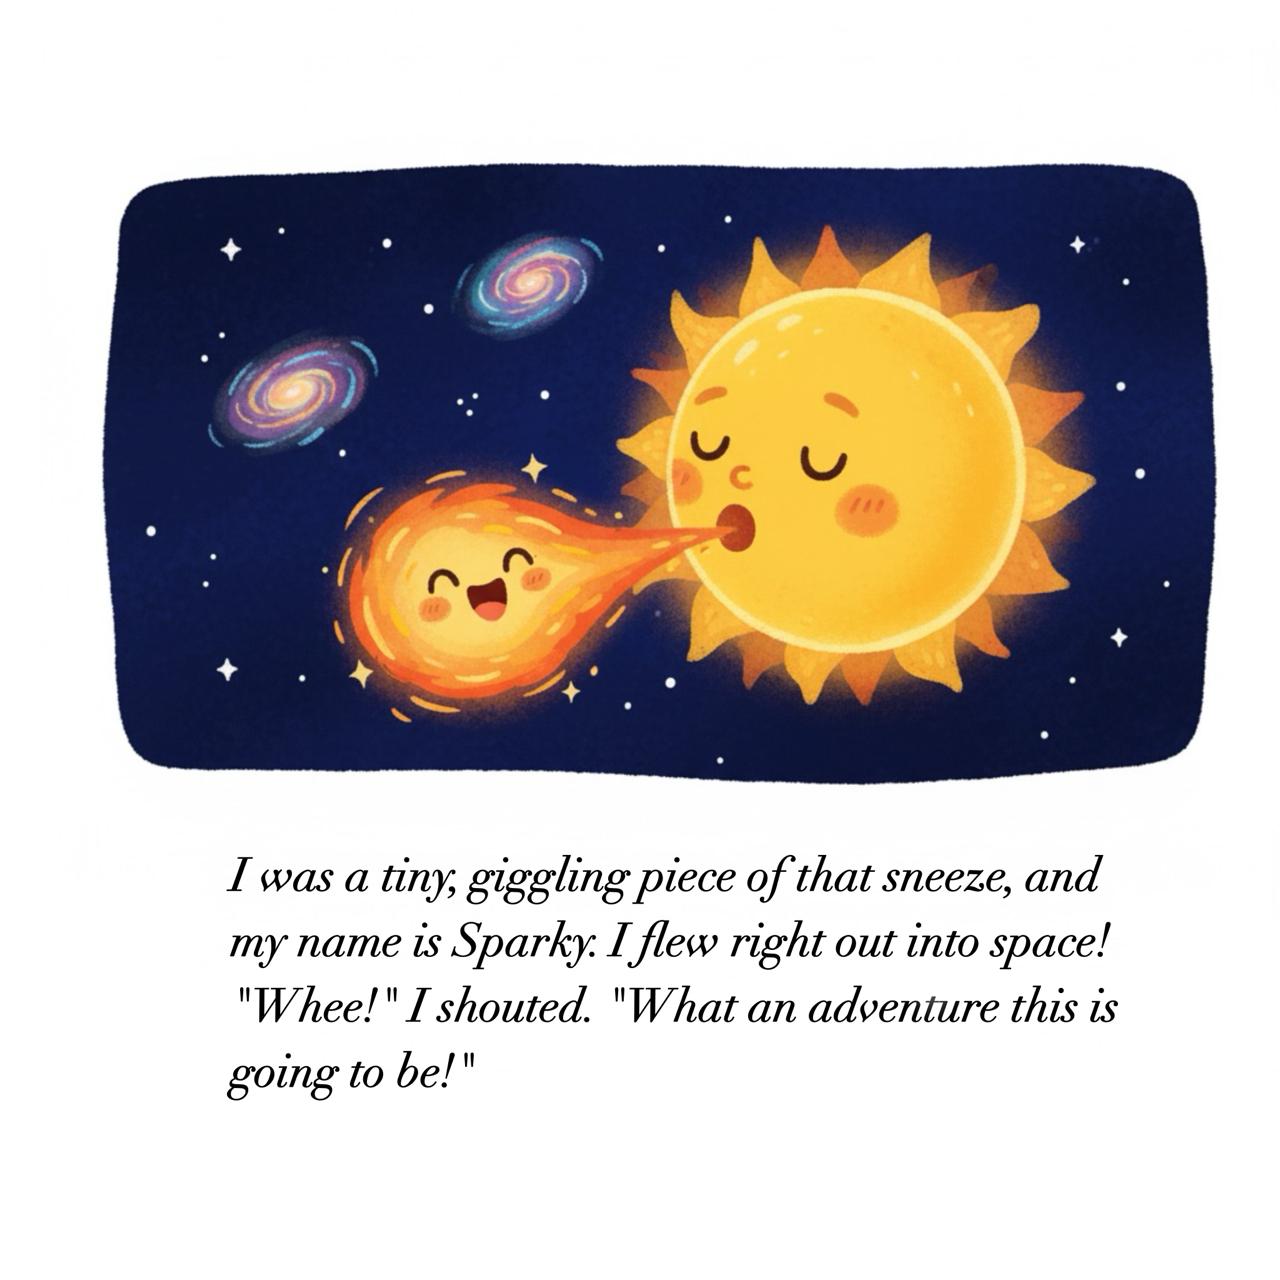 I was a tiny, giggling piece of that sneeze, and
my name is Sparky. I flew right out into space!
"Whee!" I shouted. "What an adventure this is
going to be!"